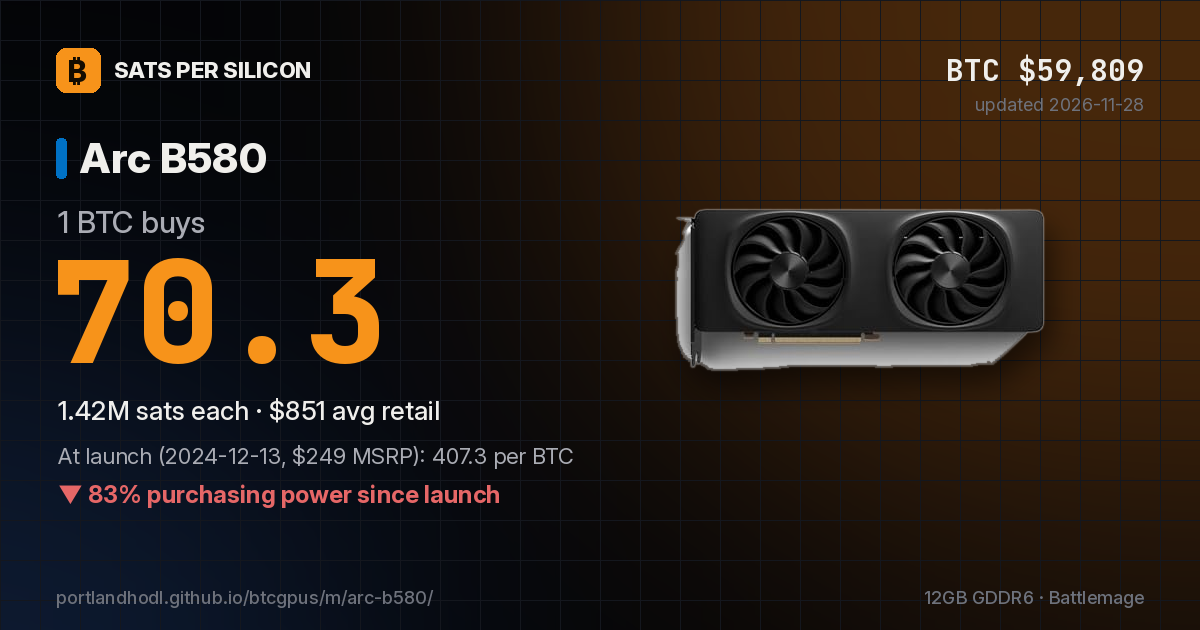 SATS PER SILICON
BTC $59,809
updated 2026-11-28
Arc B580
1 BTC buys
70.3
1.42M sats each · $851 avg retail
At launch (2024-12-13, $249 MSRP): 407.3 per BTC
▼ 83% purchasing power since launch
portlandhodl.github.io/btcgpus/m/arc-b580/
12GB GDDR6 · Battlemage